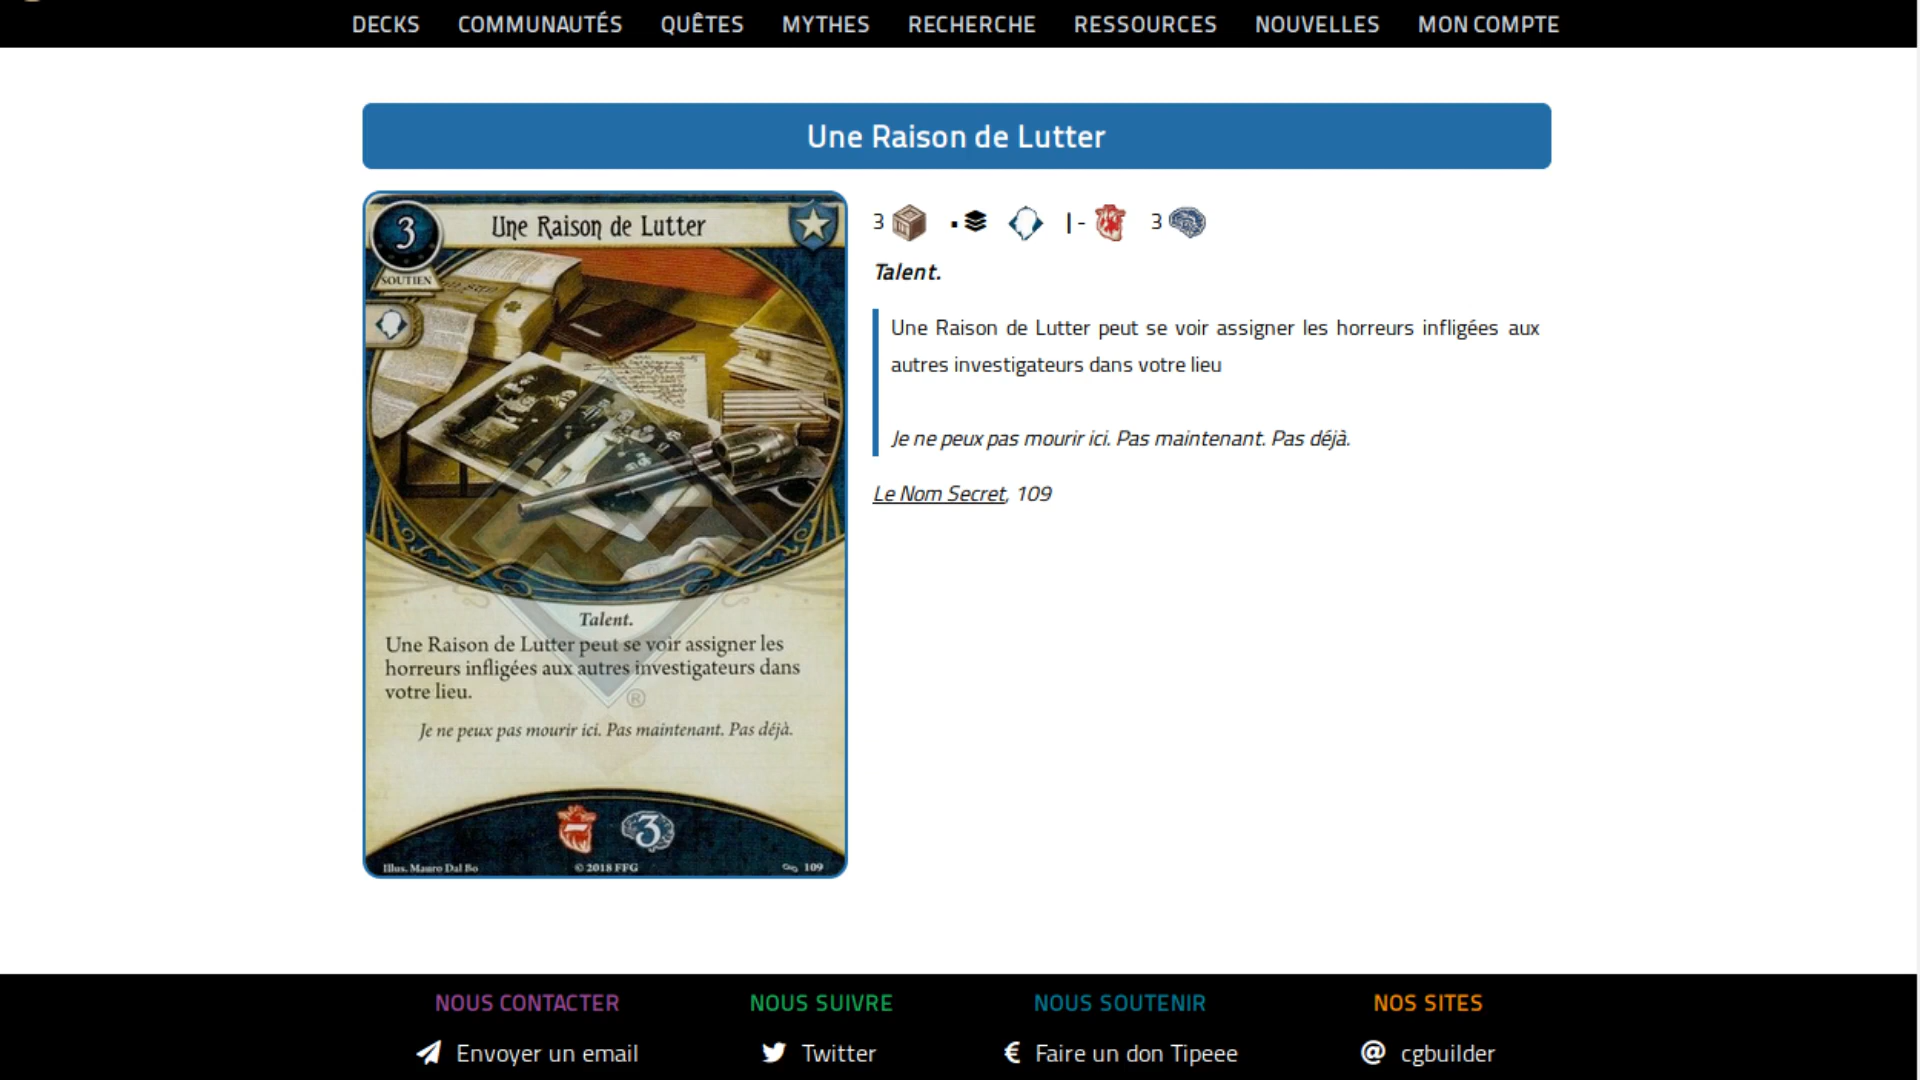 DECKS COMMUNAUTÉS QUÊTES MYTHES RECHERCHE RESSOURCES NOUVELLES MON COMPTE
Une Raison de Lutter
3
Une Raison de Lutter
SOUTIEN
Talent.
Une Raison de Lutter peut se voir assigner les
horreurs infligées aux autres investigateurs dans
votre lieu.
®
Je ne peux pas mourir ici. Pas maintenant. Pas déjà.
- 3
Illus. Mauro Dal Bo © 2018 FFG 109
3 | - 3
Talent.
Une Raison de Lutter peut se voir assigner les horreurs infligées aux
autres investigateurs dans votre lieu
Je ne peux pas mourir ici. Pas maintenant. Pas déjà.
Le Nom Secret, 109
NOUS CONTACTER NOUS SUIVRE NOUS SOUTENIR NOS SITES
Envoyer un email Twitter € Faire un don Tipeee @ cgbuilder